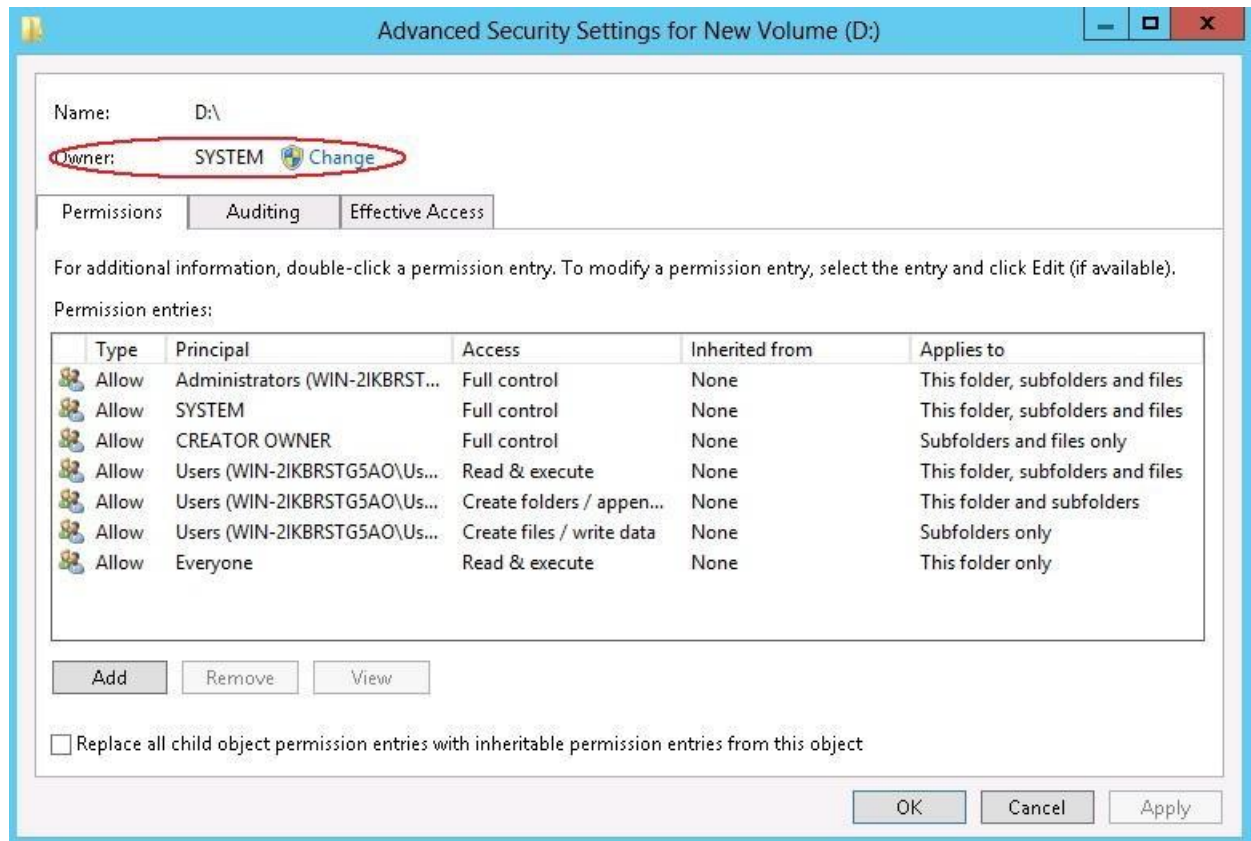 Advanced Security Settings for New Volume (D:)
Name: D:\
Owner: SYSTEM Change
Permissions Auditing Effective Access
For additional information, double-click a permission entry. To modify a permission entry, select the entry and click Edit (if available).
Permission entries:
Type Principal Access Inherited from Applies to
Allow Administrators (WIN-2IKBRST... Full control None This folder, subfolders and files
Allow SYSTEM Full control None This folder, subfolders and files
Allow CREATOR OWNER Full control None Subfolders and files only
Allow Users (WIN-2IKBRSTG5AO\Us... Read & execute None This folder, subfolders and files
Allow Users (WIN-2IKBRSTG5AO\Us... Create folders / appen... None This folder and subfolders
Allow Users (WIN-2IKBRSTG5AO\Us... Create files / write data None Subfolders only
Allow Everyone Read & execute None This folder only
Add Remove View
Replace all child object permission entries with inheritable permission entries from this object
OK Cancel Apply